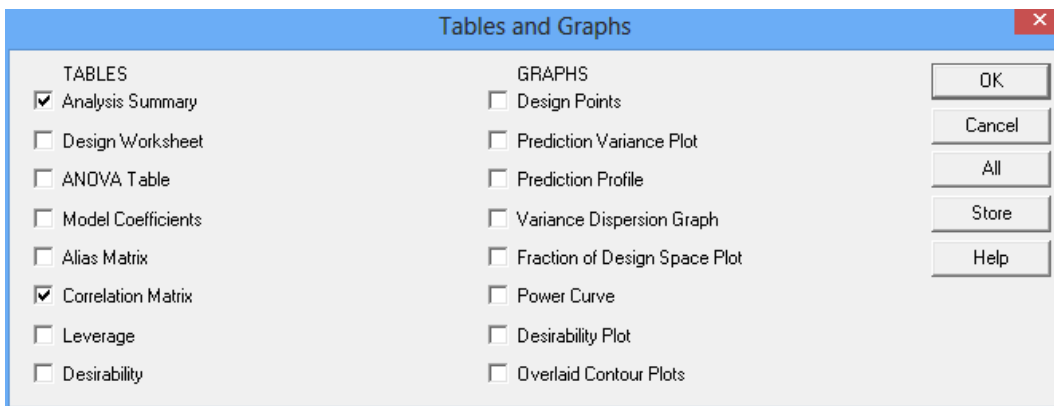 Tables and Graphs
TABLES
Analysis Summary
Design Worksheet
ANOVA Table
Model Coefficients
Alias Matrix
Correlation Matrix
Leverage
Desirability
GRAPHS
Design Points
Prediction Variance Plot
Prediction Profile
Variance Dispersion Graph
Fraction of Design Space Plot
Power Curve
Desirability Plot
Overlaid Contour Plots
OK
Cancel
All
Store
Help